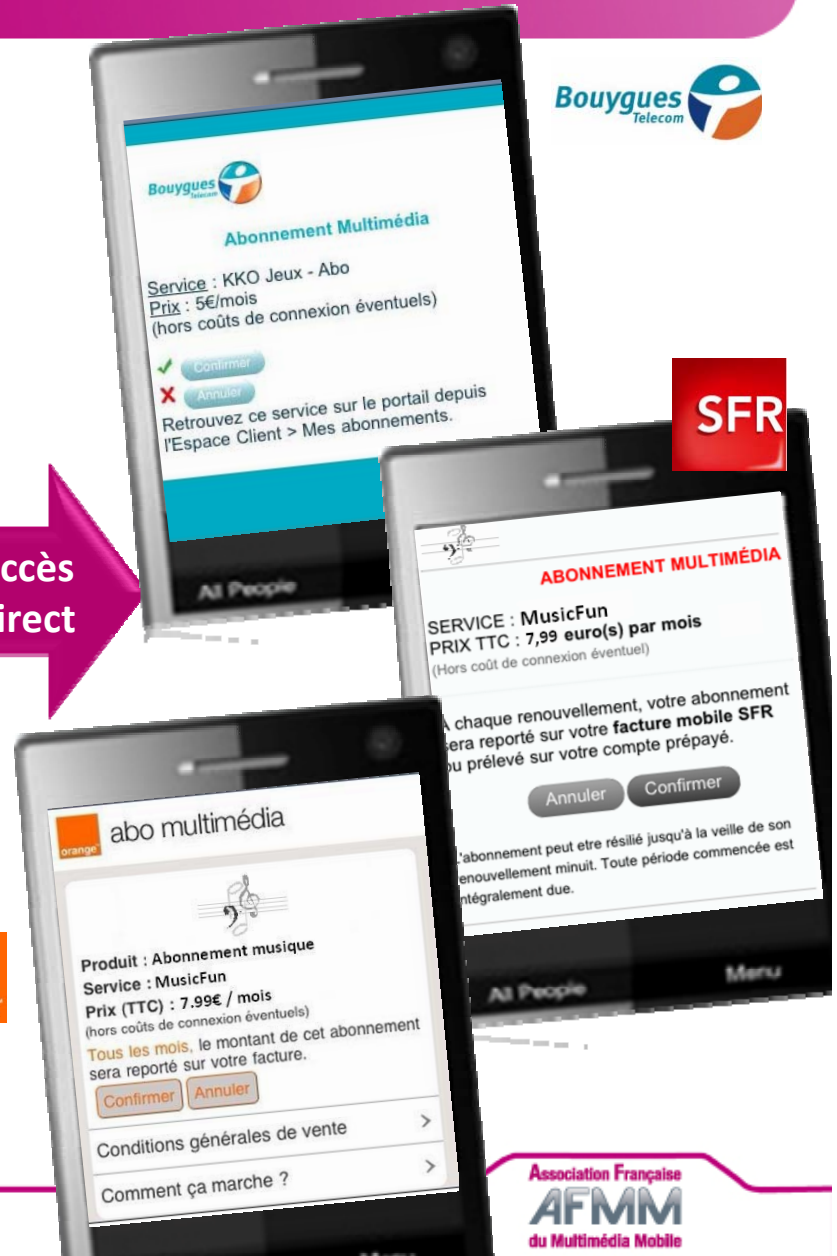 Bouygues
Telecom
Bouygues
Telecom
Abonnement Multimédia
Service : KKO Jeux - Abo
Prix : 5€/mois
(hors coûts de connexion éventuels)
Confirmer
Annuler
Retrouvez ce service sur le portail depuis
l'Espace Client > Mes abonnements.
All People
SFR
ccès
irect
ABONNEMENT MULTIMÉDIA
SERVICE : MusicFun
PRIX TTC : 7,99 euro(s) par mois
(Hors coût de connexion éventuel)
chaque renouvellement, votre abonnement
era reporté sur votre facture mobile SFR
ou prélevé sur votre compte prépayé.
Annuler Confirmer
'abonnement peut etre résilié jusqu'à la veille de son
enouvellement minuit. Toute période commencée est
ntégralement due.
All People Menu
orange
abo multimédia
Produit : Abonnement musique
Service : MusicFun
Prix (TTC) : 7.99€ / mois
(hors coûts de connexion éventuels)
Tous les mois, le montant de cet abonnement
sera reporté sur votre facture.
Confirmer Annuler
Conditions générales de vente >
Comment ça marche ? >
Association Française
AFMM
du Multimédia Mobile